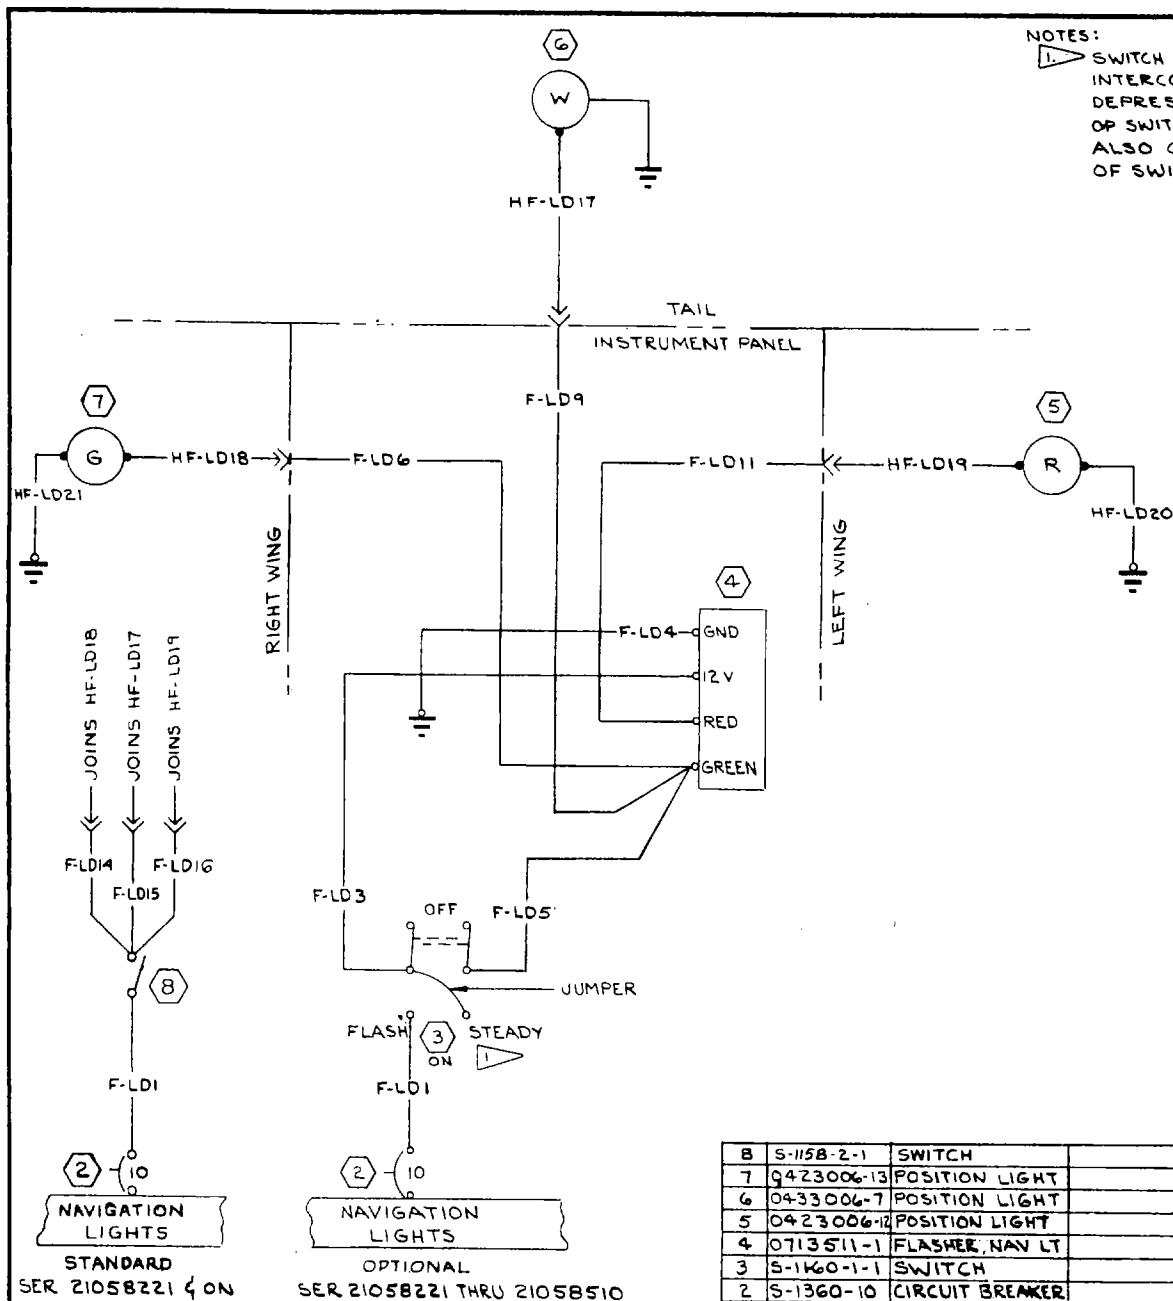 6
NOTES:
1. SWITCH
INTERCO
DEPRES
OP SWIT
ALSO
OF SWI
W
HF-LD17
TAIL
INSTRUMENT PANEL
F-LD9
7
5
G
HF-LD18
F-LD6
F-LD11
HF-LD19
R
HF-LD21
HF-LD20
RIGHT WING
LEFT WING
4
F-LD4
GND
12V
RED
GREEN
JOINS HF-LD18
JOINS HF-LD17
JOINS HF-LD19
F-LD14
F-LD15
F-LD16
F-LD3
OFF
F-LD5
8
JUMPER
FLASH
3
STEADY
ON
1
F-LD1
F-LD1
2
10
2
10
NAVIGATION
LIGHTS
NAVIGATION
LIGHTS
STANDARD
SER 21058221 & ON
OPTIONAL
SER 21058221 THRU 21058510
8 S-1158-2-1 SWITCH
7 0423006-13 POSITION LIGHT
6 0433006-7 POSITION LIGHT
5 0423006-12 POSITION LIGHT
4 0713511-1 FLASHER, NAV LT
3 S-1160-1-1 SWITCH
2 S-1360-10 CIRCUIT BREAKER